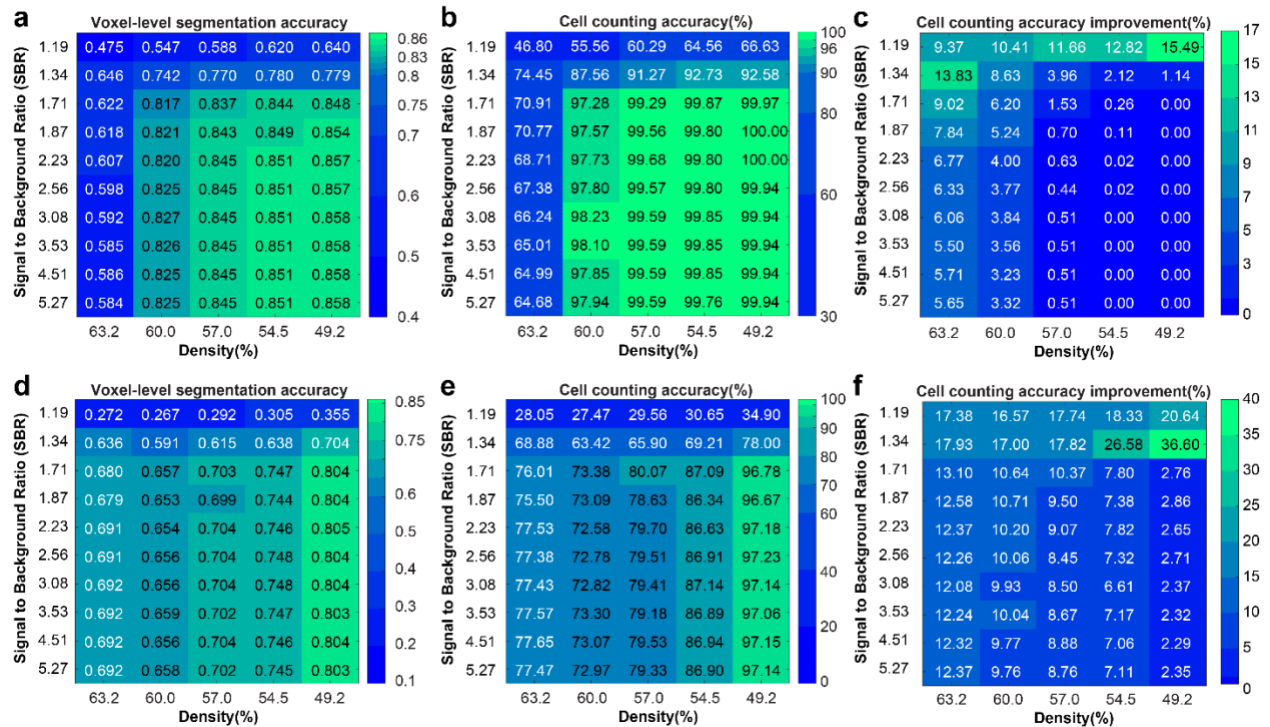 a
Voxel-level segmentation accuracy
Signal to Background Ratio (SBR)
1.19 0.475 0.547 0.588 0.620 0.640
1.34 0.646 0.742 0.770 0.780 0.779
1.71 0.622 0.817 0.837 0.844 0.848
1.87 0.618 0.821 0.843 0.849 0.854
2.23 0.607 0.820 0.845 0.851 0.857
2.56 0.598 0.825 0.845 0.851 0.857
3.08 0.592 0.827 0.845 0.851 0.858
3.53 0.585 0.826 0.845 0.851 0.858
4.51 0.586 0.825 0.845 0.851 0.858
5.27 0.584 0.825 0.845 0.851 0.858
63.2 60.0 57.0 54.5 49.2
Density(%)
0.86
0.83
0.8
0.75
0.7
0.6
0.5
0.4
b
Cell counting accuracy(%)
Signal to Background Ratio (SBR)
1.19 46.80 55.56 60.29 64.56 66.63
1.34 74.45 87.56 91.27 92.73 92.58
1.71 70.91 97.28 99.29 99.87 99.97
1.87 70.77 97.57 99.56 99.80 100.00
2.23 68.71 97.73 99.68 99.80 100.00
2.56 67.38 97.80 99.57 99.80 99.94
3.08 66.24 98.23 99.59 99.85 99.94
3.53 65.01 98.10 99.59 99.85 99.94
4.51 64.99 97.85 99.59 99.85 99.94
5.27 64.68 97.94 99.59 99.76 99.94
63.2 60.0 57.0 54.5 49.2
Density(%)
100
96
90
80
60
30
c
Cell counting accuracy improvement(%)
Signal to Background Ratio (SBR)
1.19 9.37 10.41 11.66 12.82 15.49
1.34 13.83 8.63 3.96 2.12 1.14
1.71 9.02 6.20 1.53 0.26 0.00
1.87 7.84 5.24 0.70 0.11 0.00
2.23 6.77 4.00 0.63 0.02 0.00
2.56 6.33 3.77 0.44 0.02 0.00
3.08 6.06 3.84 0.51 0.00 0.00
3.53 5.50 3.56 0.51 0.00 0.00
4.51 5.71 3.23 0.51 0.00 0.00
5.27 5.65 3.32 0.51 0.00 0.00
63.2 60.0 57.0 54.5 49.2
Density(%)
17
15
13
11
9
7
5
3
1
0
d
Voxel-level segmentation accuracy
Signal to Background Ratio (SBR)
1.19 0.272 0.267 0.292 0.305 0.355
1.34 0.636 0.591 0.615 0.638 0.704
1.71 0.680 0.657 0.703 0.747 0.804
1.87 0.679 0.653 0.699 0.744 0.804
2.23 0.691 0.654 0.704 0.746 0.805
2.56 0.691 0.656 0.704 0.748 0.804
3.08 0.692 0.656 0.704 0.748 0.804
3.53 0.692 0.659 0.702 0.747 0.803
4.51 0.692 0.656 0.704 0.746 0.804
5.27 0.692 0.658 0.702 0.745 0.803
63.2 60.0 57.0 54.5 49.2
Density(%)
0.85
0.75
0.6
0.5
0.4
0.3
0.2
0.1
e
Cell counting accuracy(%)
Signal to Background Ratio (SBR)
1.19 28.05 27.47 29.56 30.65 34.90
1.34 68.88 63.42 65.90 69.21 78.00
1.71 76.01 73.38 80.07 87.09 96.78
1.87 75.50 73.09 78.63 86.34 96.67
2.23 77.53 72.58 79.70 86.63 97.18
2.56 77.38 72.78 79.51 86.91 97.23
3.08 77.43 72.82 79.41 87.14 97.14
3.53 77.57 73.30 79.18 86.89 97.06
4.51 77.65 73.07 79.53 86.94 97.15
5.27 77.47 72.97 79.33 86.90 97.14
63.2 60.0 57.0 54.5 49.2
Density(%)
100
90
80
70
60
40
20
0
f
Cell counting accuracy improvement(%)
Signal to Background Ratio (SBR)
1.19 17.38 16.57 17.74 18.33 20.64
1.34 17.93 17.00 17.82 26.58 36.60
1.71 13.10 10.64 10.37 7.80 2.76
1.87 12.58 10.71 9.50 7.38 2.86
2.23 12.37 10.20 9.07 7.82 2.65
2.56 12.26 10.06 8.45 7.32 2.71
3.08 12.08 9.93 8.50 6.61 2.37
3.53 12.24 10.04 8.67 7.17 2.32
4.51 12.32 9.77 8.88 7.06 2.29
5.27 12.37 9.76 8.76 7.11 2.35
63.2 60.0 57.0 54.5 49.2
Density(%)
40
35
30
25
20
15
10
5
0